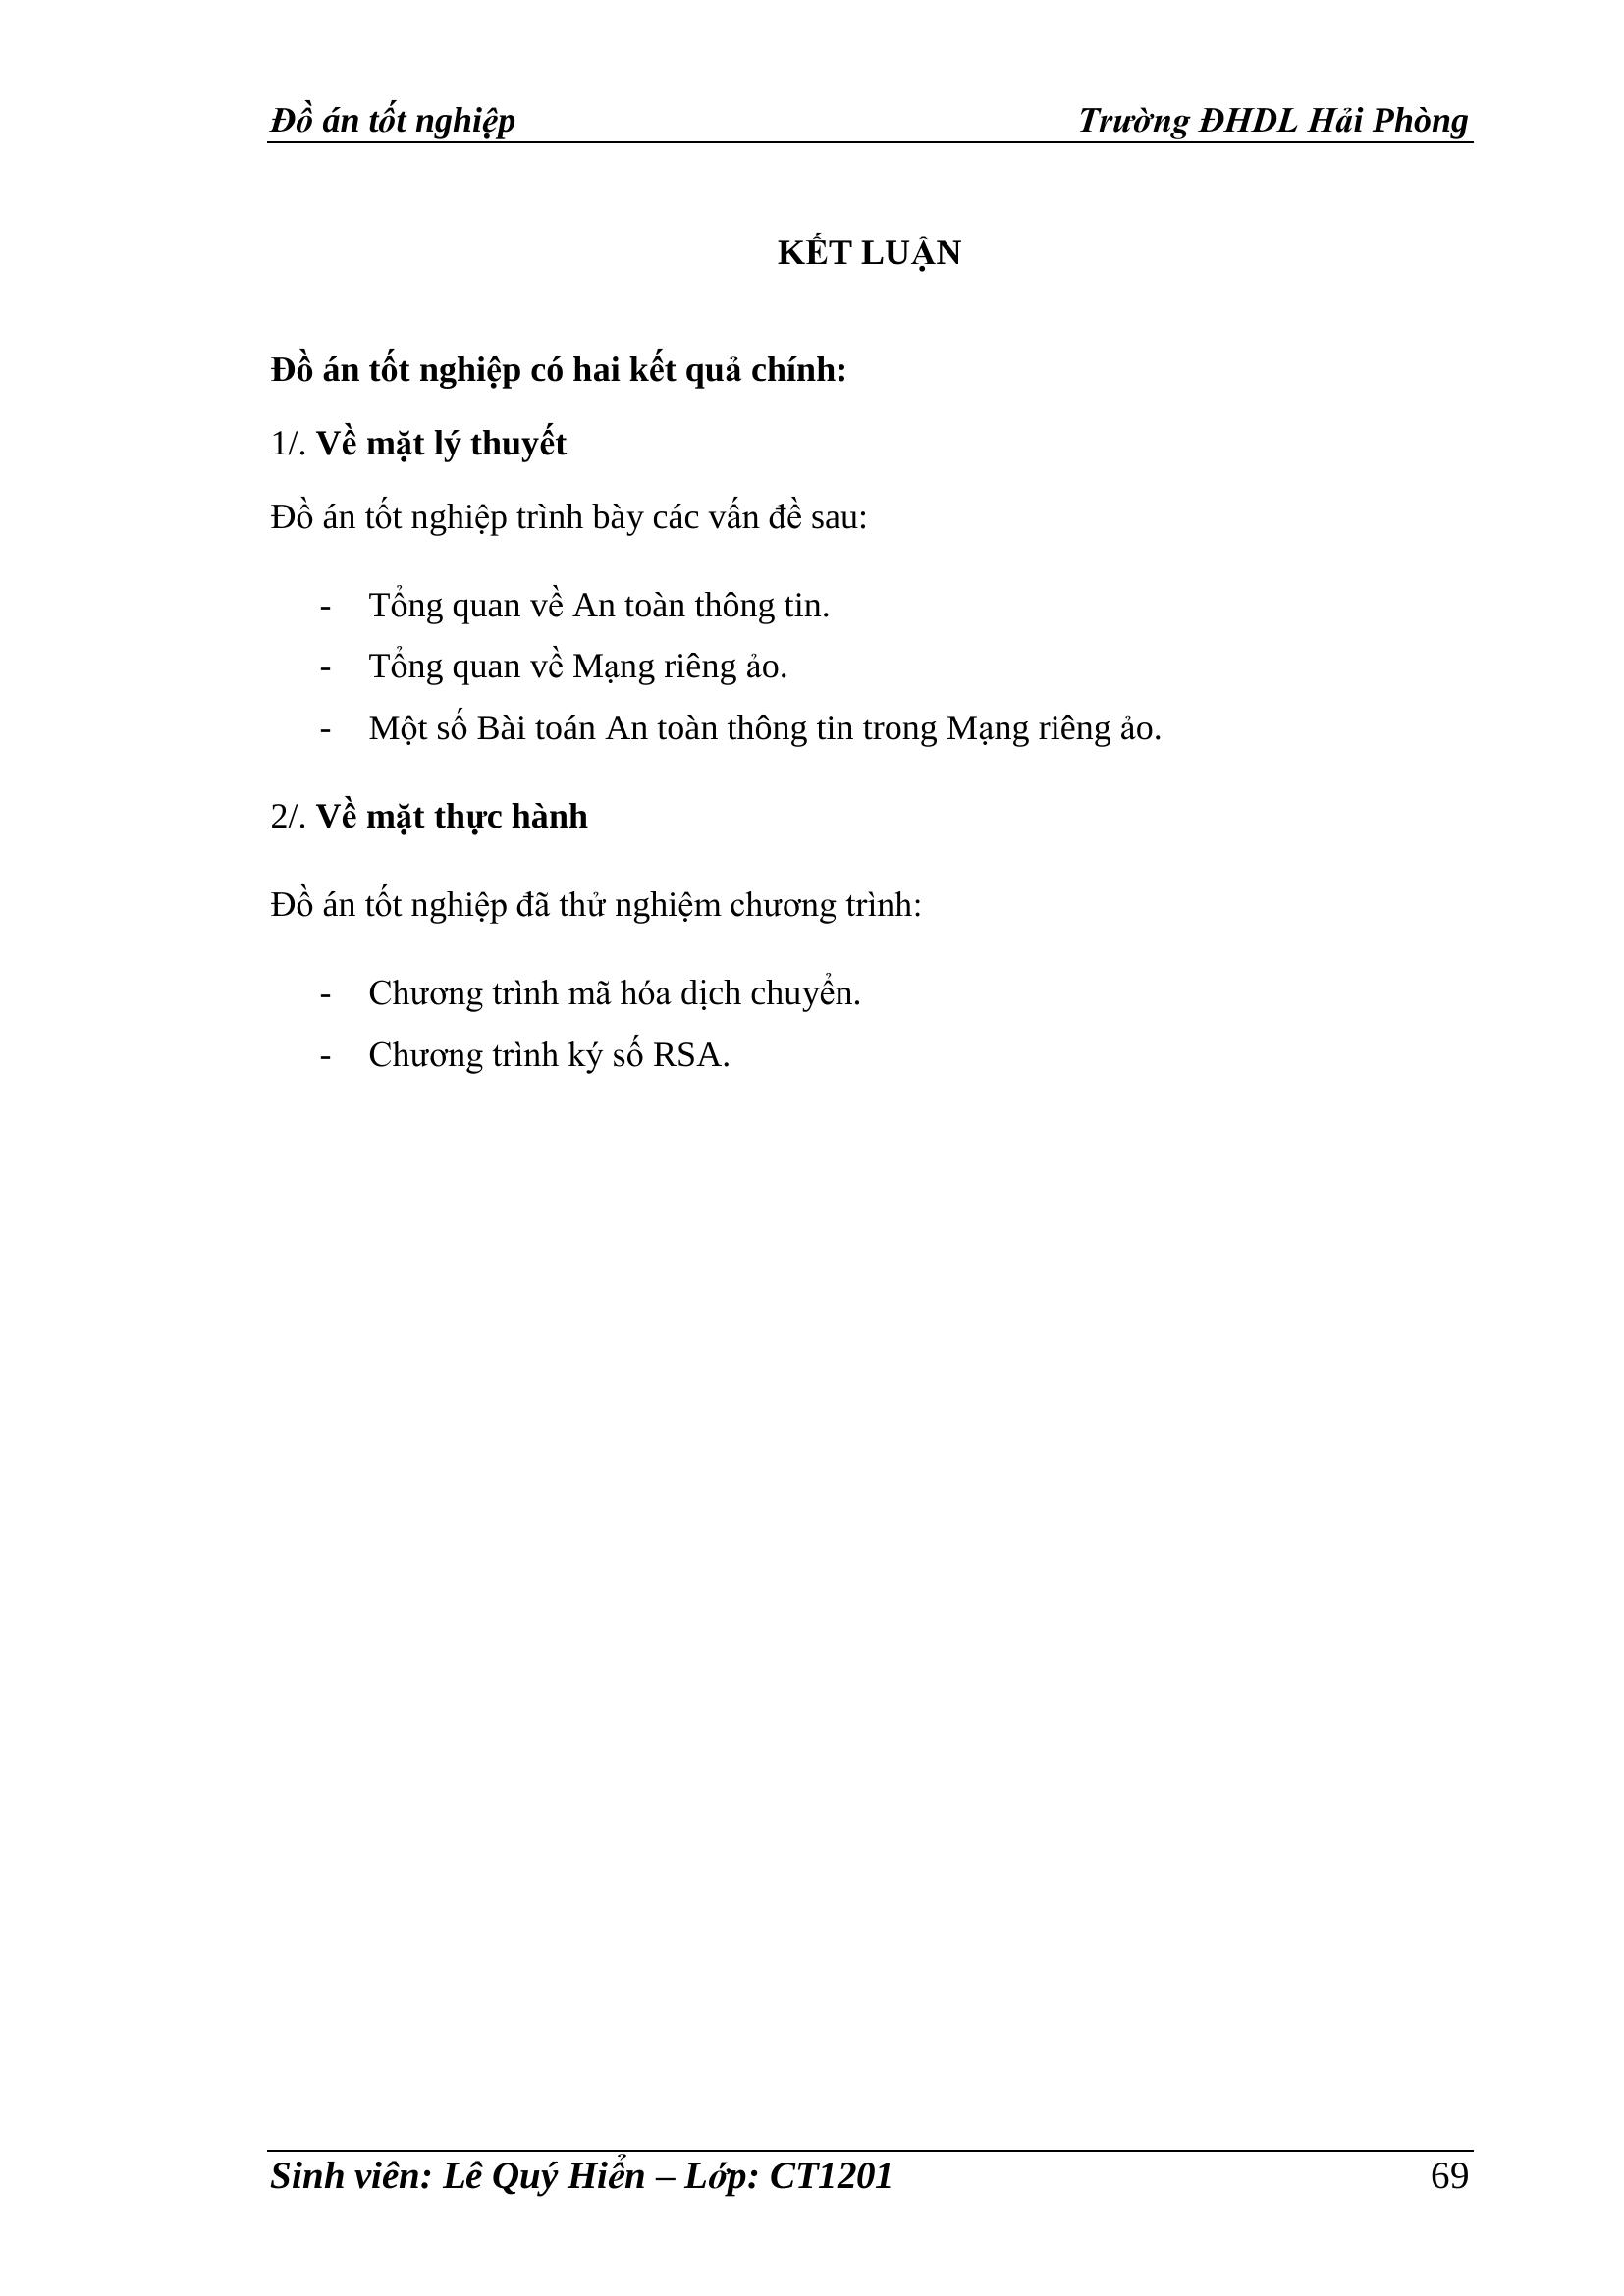 Đồ án tốt nghiệp Trường ĐHDL Hải Phòng
KẾT LUẬN
Đồ án tốt nghiệp có hai kết quả chính:
1/. Về mặt lý thuyết
Đồ án tốt nghiệp trình bày các vấn đề sau:
- Tổng quan về An toàn thông tin.
- Tổng quan về Mạng riêng ảo.
- Một số Bài toán An toàn thông tin trong Mạng riêng ảo.
2/. Về mặt thực hành
Đồ án tốt nghiệp đã thử nghiệm chương trình:
- Chương trình mã hóa dịch chuyển.
- Chương trình ký số RSA.
Sinh viên: Lê Quý Hiển – Lớp: CT1201 69